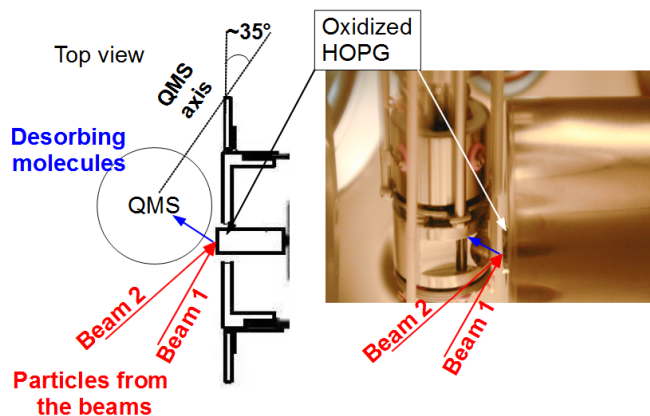 ~35°
Oxidized
HOPG
Top view
QMS
axis
Desorbing
molecules
QMS
Beam 2
Beam 1
Beam 2
Beam 1
Particles from
the beams